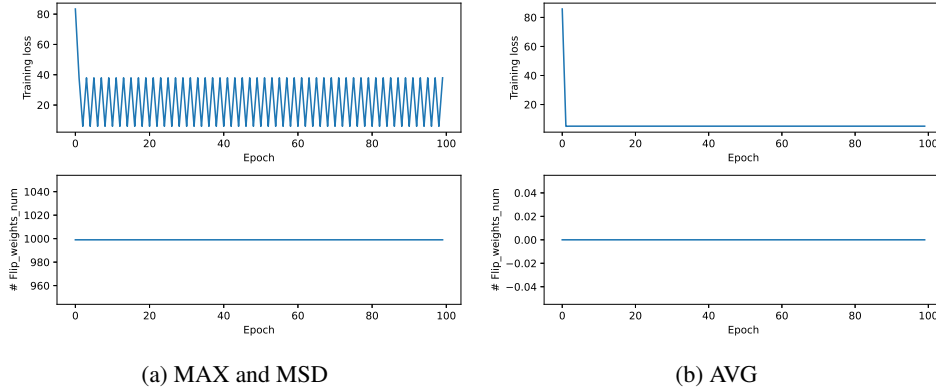 80
60
40
20
Training loss
0 20 40 60 80 100
Epoch
1040
1020
1000
980
960
# Flip_weights_num
0 20 40 60 80 100
Epoch
(a) MAX and MSD
80
60
40
20
Training loss
0 20 40 60 80 100
Epoch
0.04
0.02
0.00
−0.02
−0.04
# Flip_weights_num
0 20 40 60 80 100
Epoch
(b) AVG